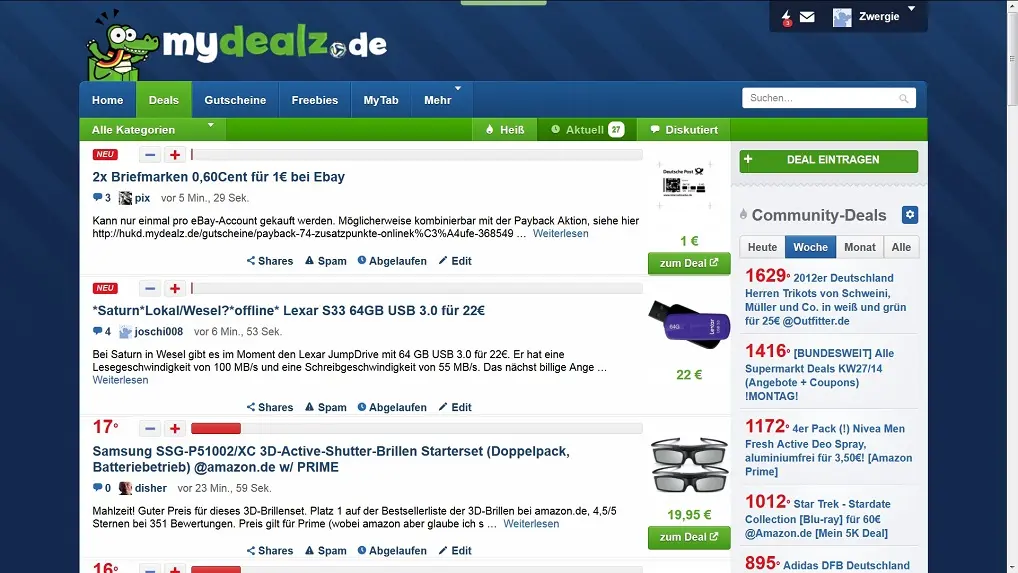 mydealz.de
3
Zwergie
Home
Deals
Gutscheine
Freebies
MyTab
Mehr
Suchen...
Alle Kategorien
Heiß
Aktuell 27
Diskutiert
NEU
2x Briefmarken 0,60Cent für 1€ bei Ebay
3 pix vor 5 Min., 29 Sek.
Kann nur einmal pro eBay-Account gekauft werden. Möglicherweise kombinierbar mit der Payback Aktion, siehe hier
http://hukd.mydealz.de/gutscheine/payback-74-zusatzpunkte-onlinek%C3%A4ufe-368549 ... Weiterlesen
Shares Spam Abgelaufen Edit
Deutsche Post
1 €
zum Deal
NEU
*Saturn*Lokal/Wesel?*offline* Lexar S33 64GB USB 3.0 für 22€
4 joschi008 vor 6 Min., 53 Sek.
Bei Saturn in Wesel gibt es im Moment den Lexar JumpDrive mit 64 GB USB 3.0 für 22€. Er hat eine
Lesegeschwindigkeit von 100 MB/s und eine Schreibgeschwindigkeit von 55 MB/s. Das nächst billige Ange ...
Weiterlesen
Shares Spam Abgelaufen Edit
64G Lexar
22 €
17°
Samsung SSG-P51002/XC 3D-Active-Shutter-Brillen Starterset (Doppelpack,
Batteriebetrieb) @amazon.de w/ PRIME
0 disher vor 23 Min., 59 Sek.
Mahlzeit! Guter Preis für dieses 3D-Brillenset. Platz 1 auf der Bestsellerliste der 3D-Brillen bei amazon.de, 4,5/5
Sternen bei 351 Bewertungen. Preis gilt für Prime (wobei amazon aber glaube ich s ... Weiterlesen
Shares Spam Abgelaufen Edit
19,95 €
zum Deal
16°
DEAL EINTRAGEN
Community-Deals
Heute
Woche
Monat
Alle
1629° 2012er Deutschland
Herren Trikots von Schweini,
Müller und Co. in weiß und grün
für 25€ @Outfitter.de
1416° [BUNDESWEIT] Alle
Supermarkt Deals KW27/14
(Angebote + Coupons)
!MONTAG!
1172° 4er Pack (!) Nivea Men
Fresh Active Deo Spray,
aluminiumfrei für 3,50€! [Amazon
Prime]
1012° Star Trek - Stardate
Collection [Blu-ray] für 60€
@Amazon.de [Mein 5K Deal]
895° Adidas DFB Deutschland